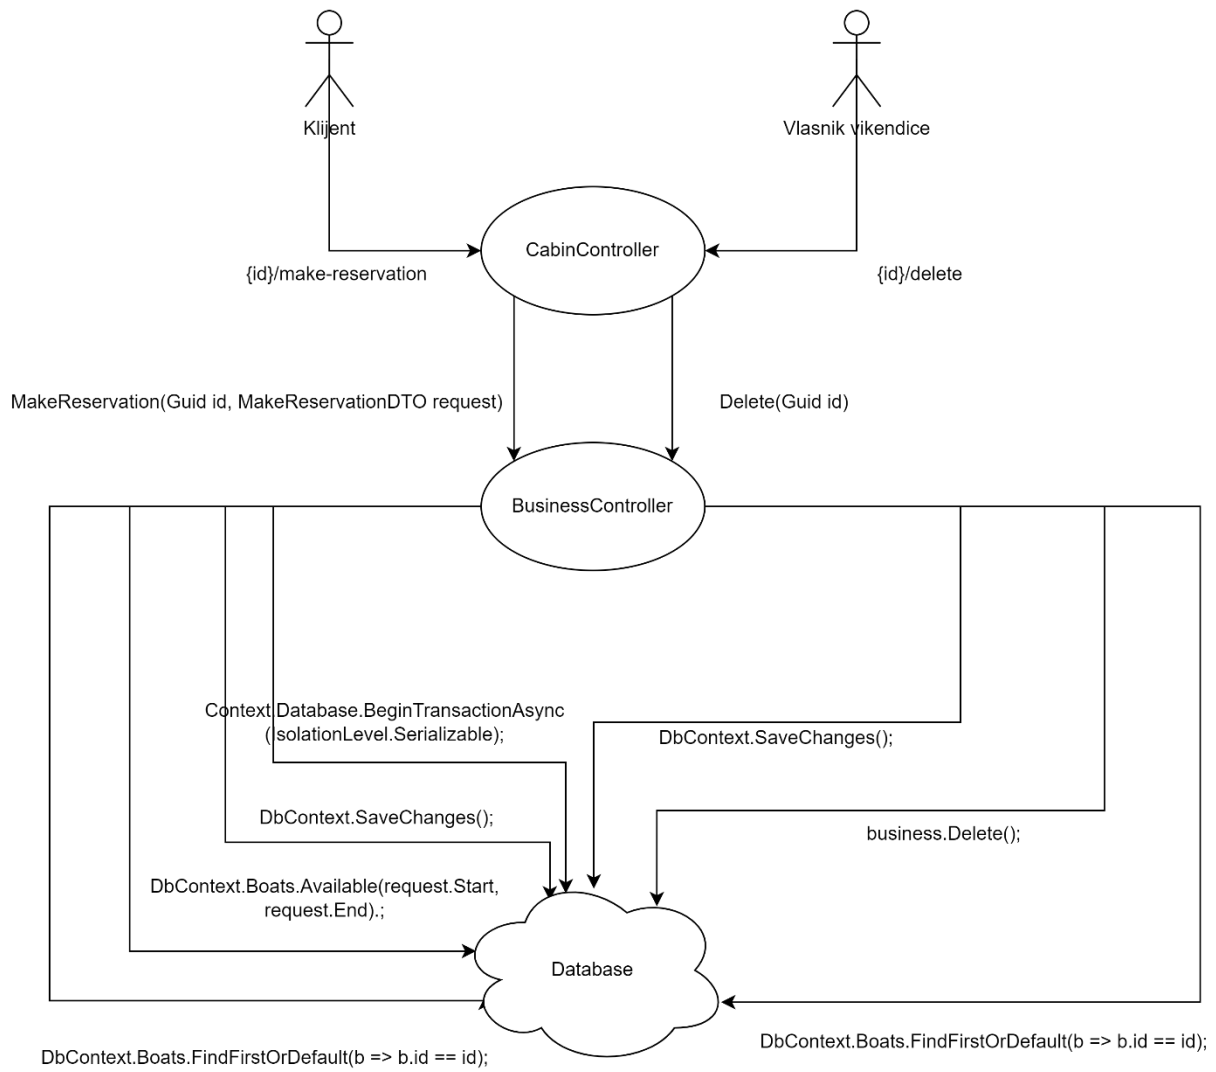 Klijent
Vlasnik vikendice
CabinController
{id}/make-reservation
{id}/delete
MakeReservation(Guid id, MakeReservationDTO request)
Delete(Guid id)
BusinessController
Context.Database.BeginTransactionAsync
(IsolationLevel.Serializable);
DbContext.SaveChanges();
DbContext.SaveChanges();
business.Delete();
DbContext.Boats.Available(request.Start,
request.End).;
Database
DbContext.Boats.FindFirstOrDefault(b => b.id == id);
DbContext.Boats.FindFirstOrDefault(b => b.id == id);